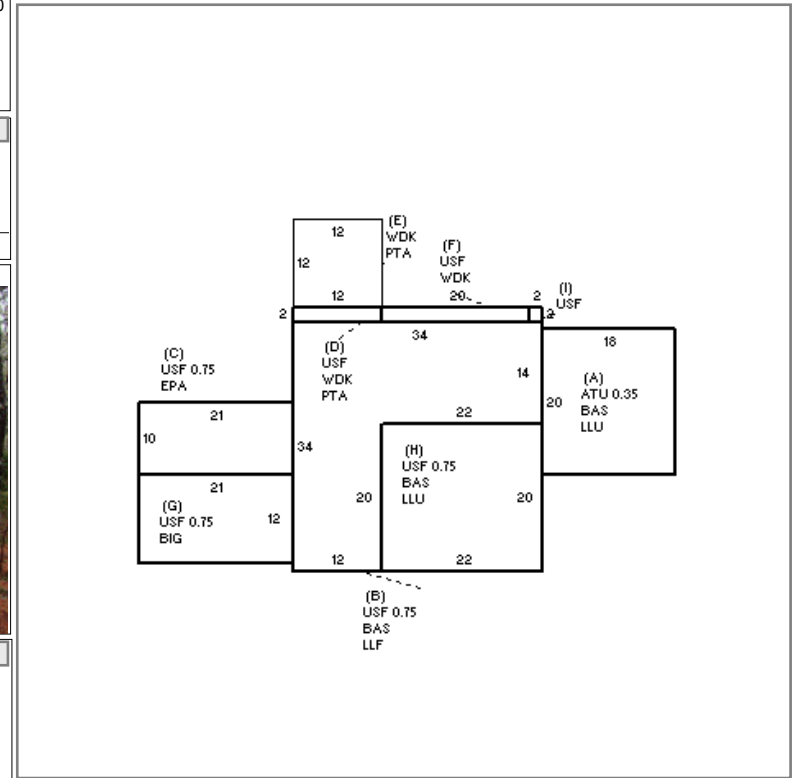 (E)
WDK
PTA
12
12
12
(F)
USF
WDK
20
2
(I)
USF
2
2
34
18
(D)
USF
WDK
PTA
(C)
USF 0.75
EPA
14
20
(A)
ATU 0.35
BAS
LLU
21
10
22
34
(H)
USF 0.75
BAS
LLU
21
(G)
USF 0.75
BIG
12
20
20
12
22
(B)
USF 0.75
BAS
LLF